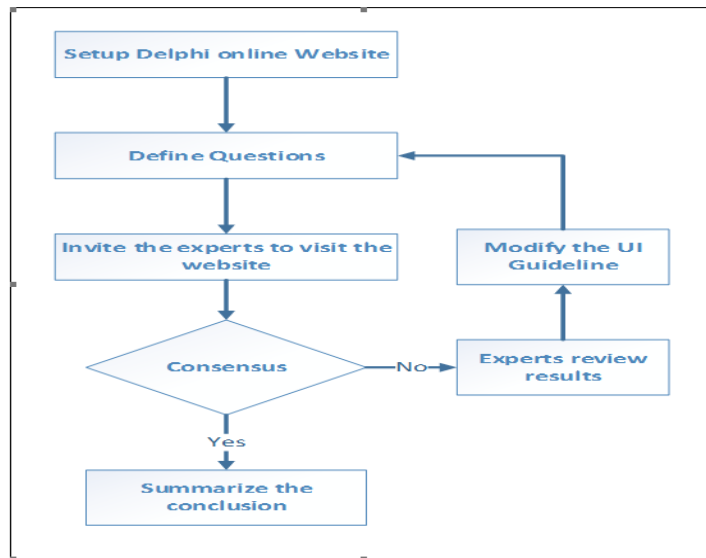 Setup Delphi online Website
Define Questions
Invite the experts to visit the
website
Modify the UI
Guideline
Consensus
No
Experts review
results
Yes
Summarize the
conclusion